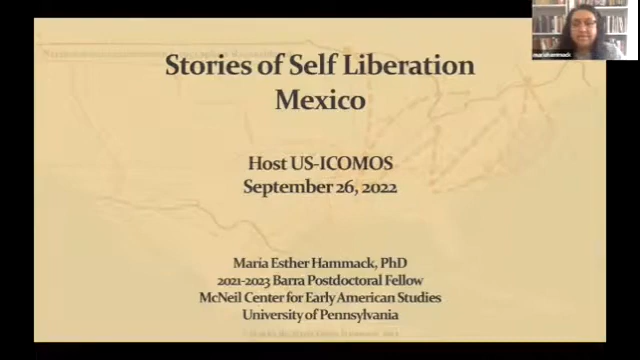 Stories of Self Liberation
Mexico
Host US-ICOMOS
September 26, 2022
María Esther Hammack, PhD
2021-2023 Barra Postdoctoral Fellow
McNeil Center for Early American Studies
University of Pennsylvania